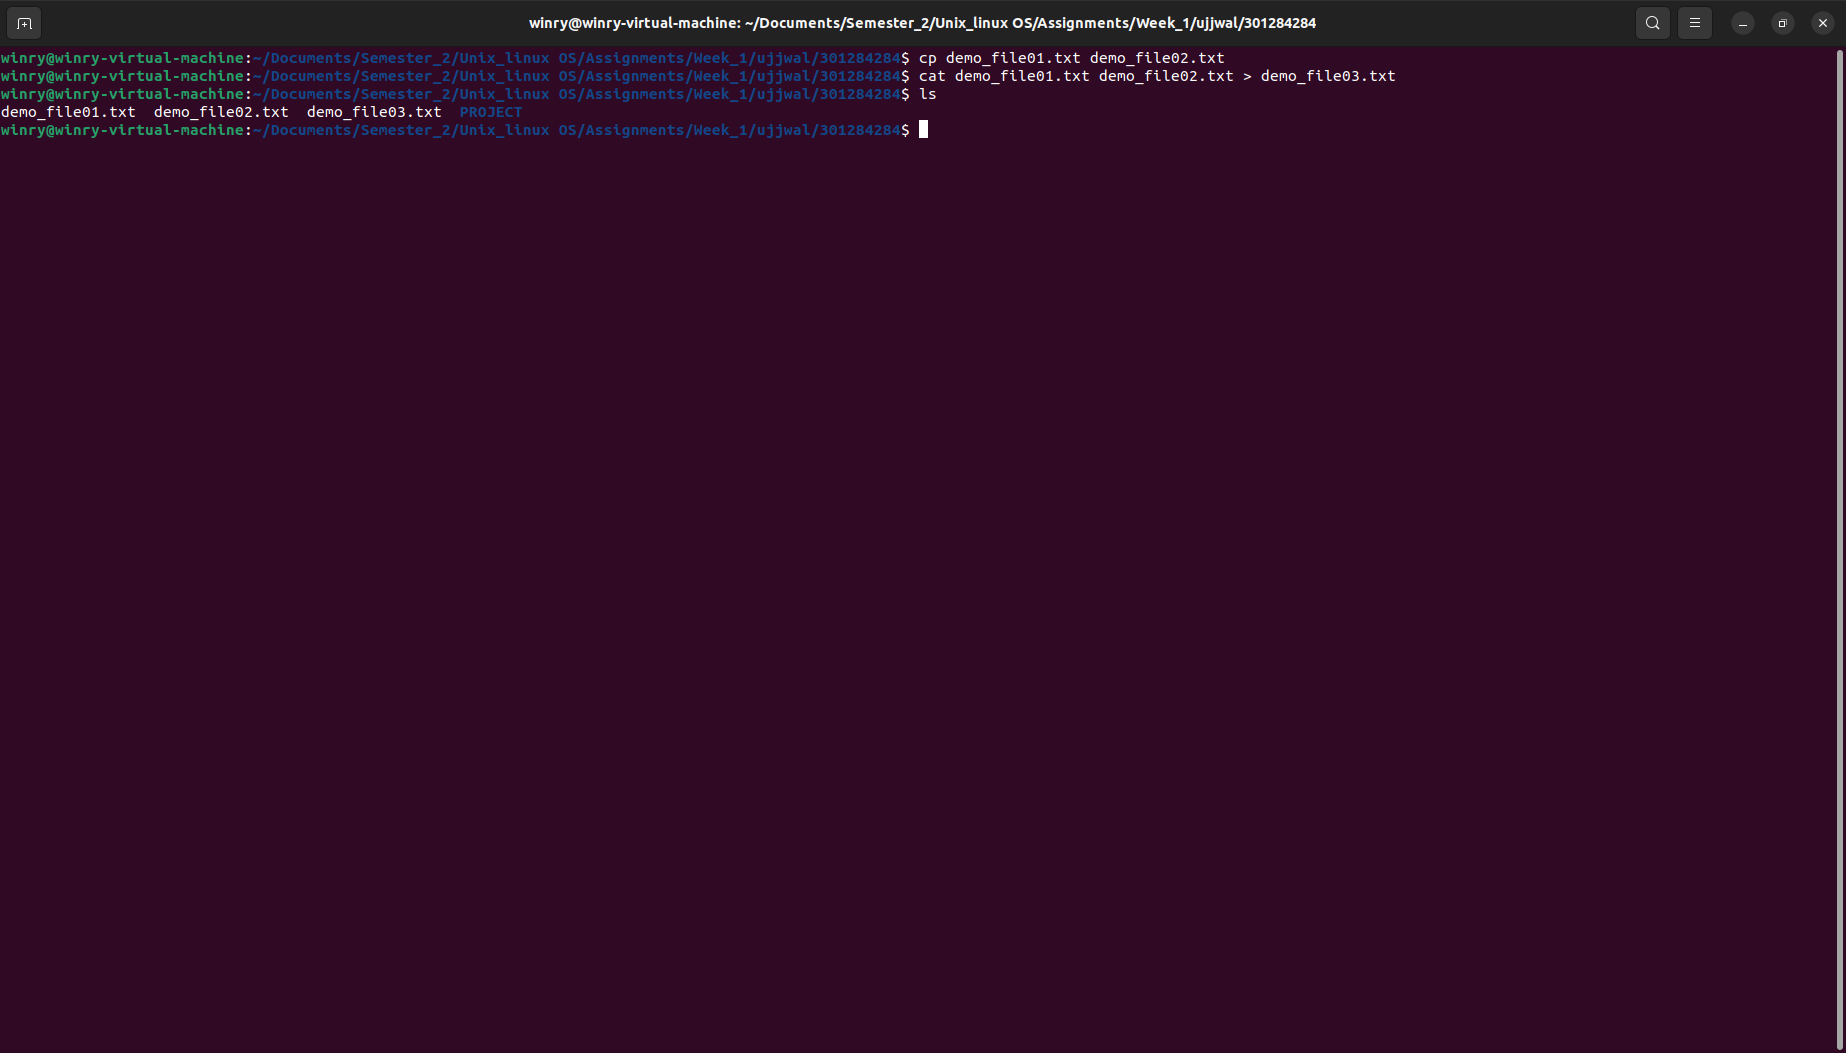 winry@winry-virtual-machine: ~/Documents/Semester_2/Unix_linux OS/Assignments/Week_1/ujjwal/301284284
winry@winry-virtual-machine:~/Documents/Semester_2/Unix_linux OS/Assignments/Week_1/ujjwal/301284284$ cp demo_file01.txt demo_file02.txt
winry@winry-virtual-machine:~/Documents/Semester_2/Unix_linux OS/Assignments/Week_1/ujjwal/301284284$ cat demo_file01.txt demo_file02.txt > demo_file03.txt
winry@winry-virtual-machine:~/Documents/Semester_2/Unix_linux OS/Assignments/Week_1/ujjwal/301284284$ ls
demo_file01.txt  demo_file02.txt  demo_file03.txt  PROJECT
winry@winry-virtual-machine:~/Documents/Semester_2/Unix_linux OS/Assignments/Week_1/ujjwal/301284284$